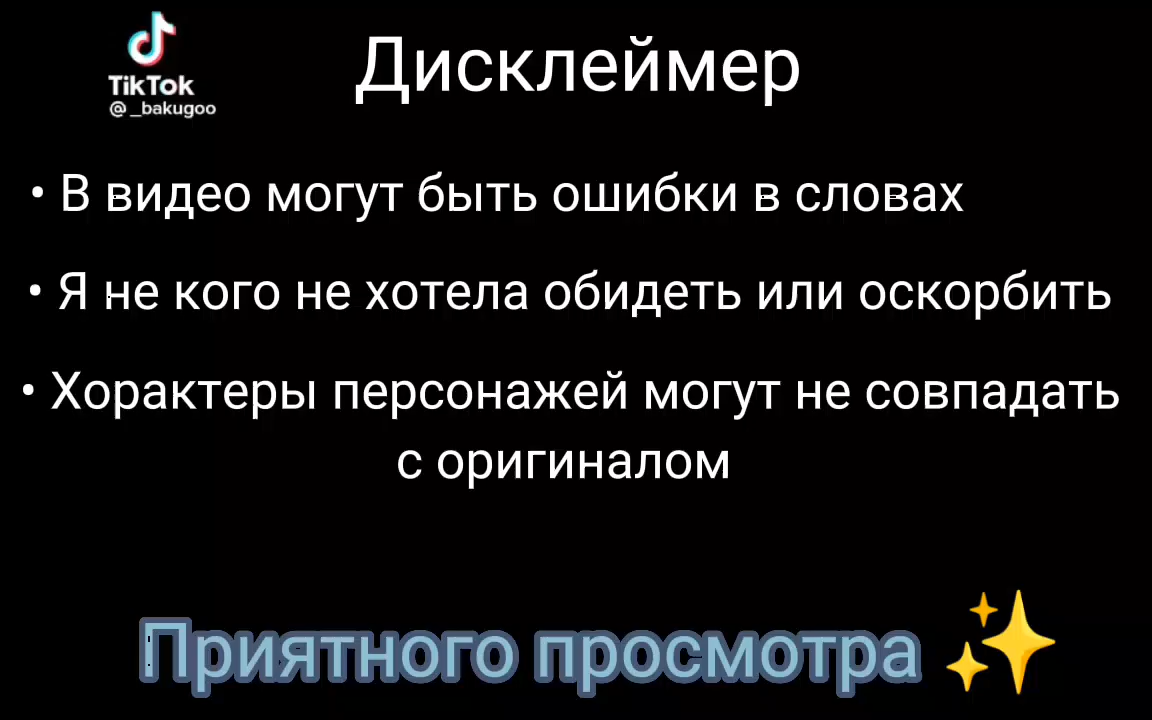 TikTok
@_bakugoo
Дисклеймер
• В видео могут быть ошибки в словах
• Я не кого не хотела обидеть или оскорбить
• Хорактеры персонажей могут не совпадать
с оригиналом
Приятного просмотра ✨